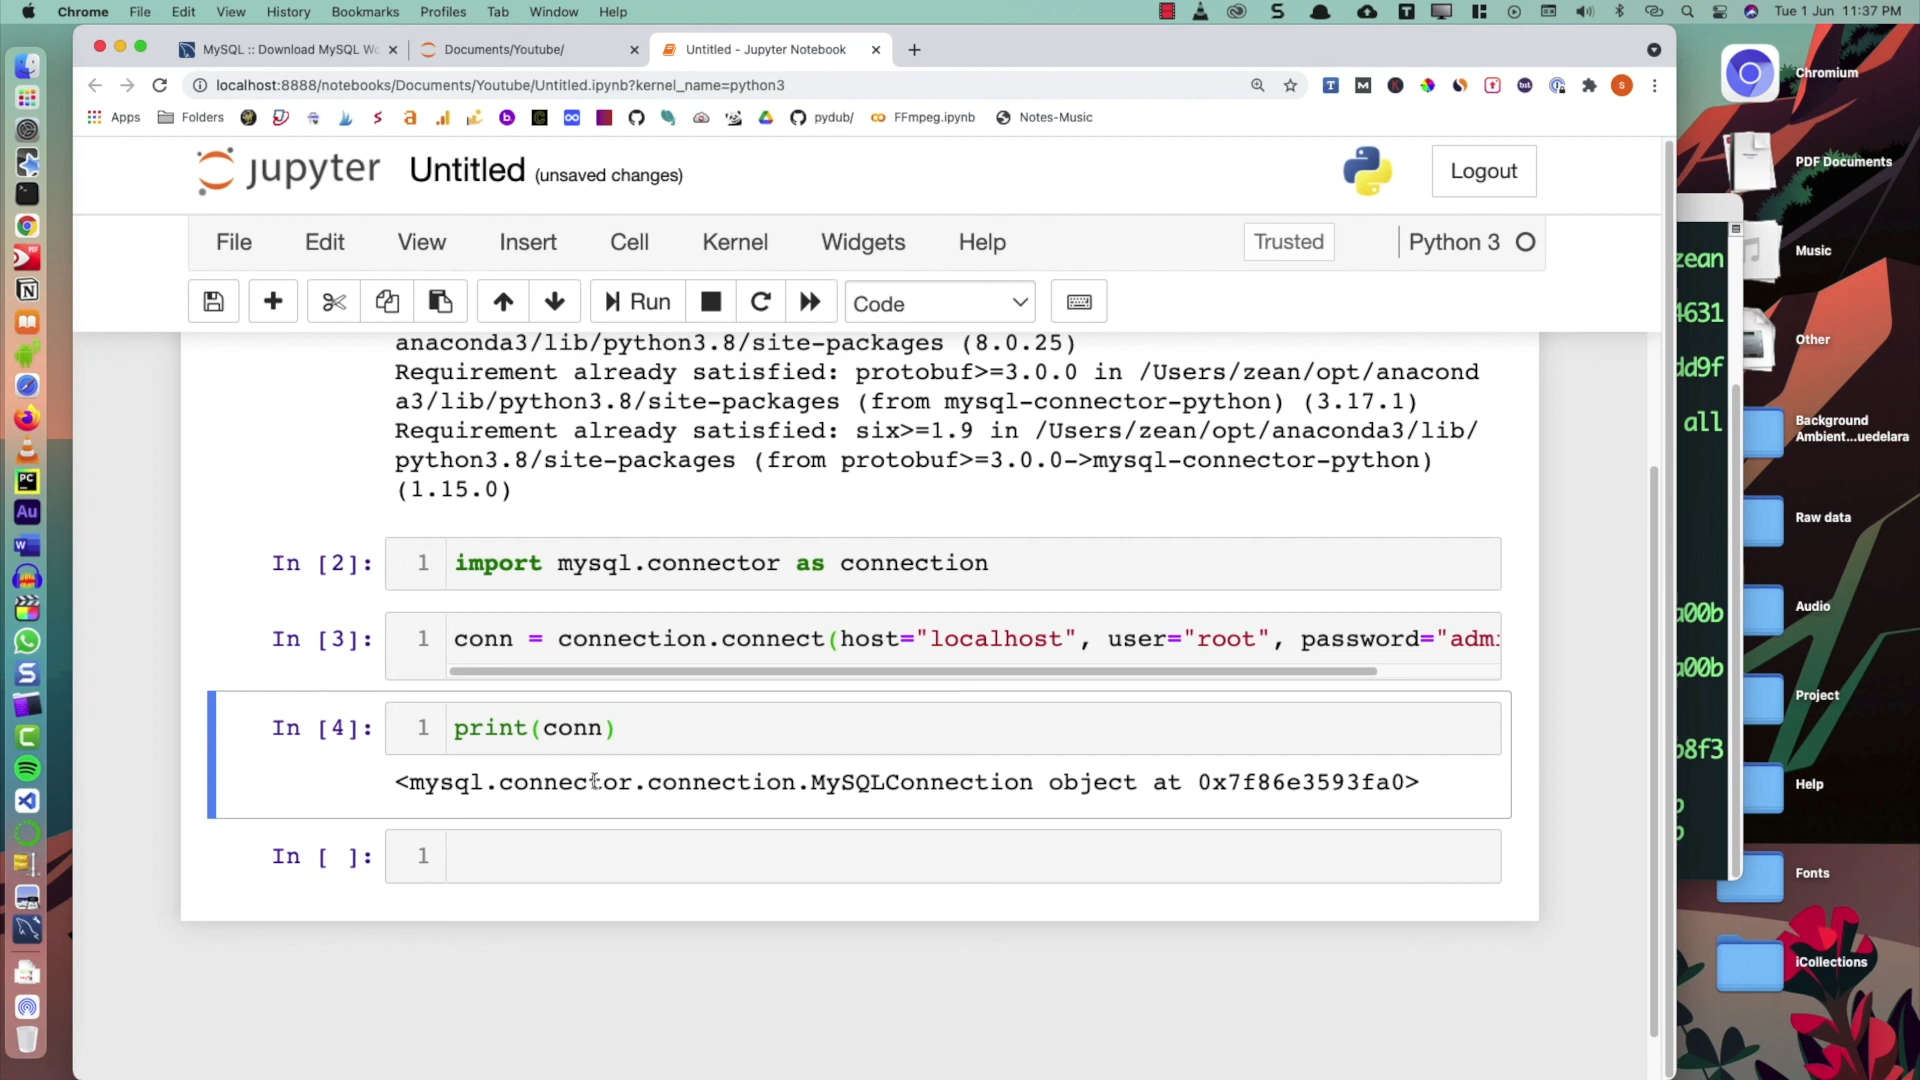 Chrome File Edit View History Bookmarks Profiles Tab Window Help Tue 1 Jun 11:37 PM
MySQL :: Download MySQL Wo
Documents/Youtube/
Untitled - Jupyter Notebook
localhost:8888/notebooks/Documents/Youtube/Untitled.ipynb?kernel_name=python3
Apps Folders pydub/ FFmpeg.ipynb Notes-Music
jupyter Untitled (unsaved changes)
Logout
File Edit View Insert Cell Kernel Widgets Help Trusted Python 3
Run Code
anaconda3/lib/python3.8/site-packages (8.0.25)
Requirement already satisfied: protobuf>=3.0.0 in /Users/zean/opt/anacond
a3/lib/python3.8/site-packages (from mysql-connector-python) (3.17.1)
Requirement already satisfied: six>=1.9 in /Users/zean/opt/anaconda3/lib/
python3.8/site-packages (from protobuf>=3.0.0->mysql-connector-python)
(1.15.0)
In [2]: 1 import mysql.connector as connection
In [3]: 1 conn = connection.connect(host="localhost", user="root", password="adm
In [4]: 1 print(conn)
<mysql.connector.connection.MySQLConnection object at 0x7f86e3593fa0>
In [ ]: 1
Chromium
PDF Documents
Music
Other
Background
Ambient...uedelara
Raw data
Audio
Project
Help
Fonts
iCollections
zean
4631
dd9f
all
a00b
a00b
b8f3